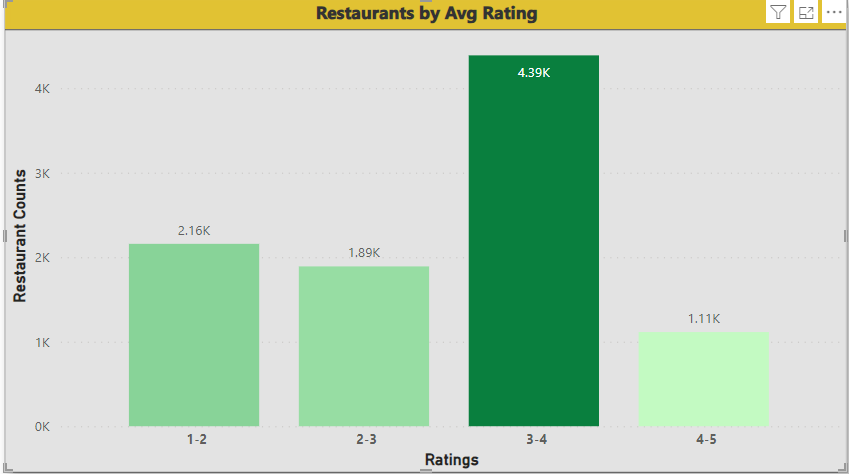 Restaurants by Avg Rating
Restaurant Counts
4K
3K
2K
1K
0K
2.16K
1.89K
4.39K
1.11K
1-2
2-3
3-4
4-5
Ratings